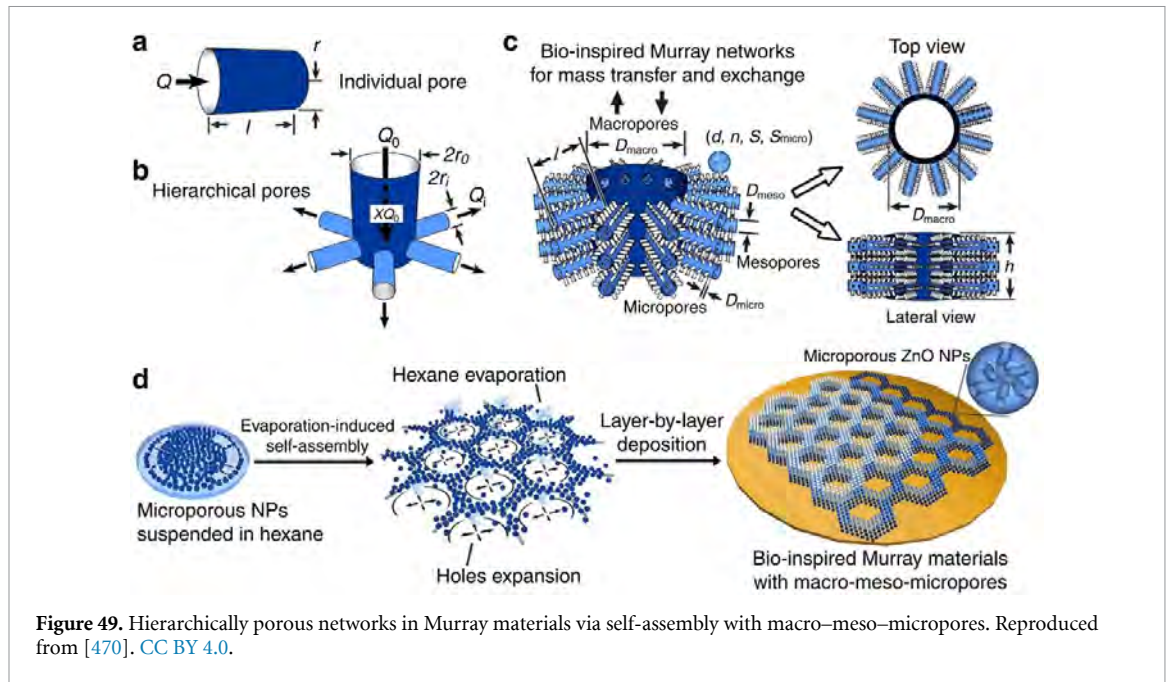 a
Q
r
l
Individual pore
b
Hierarchical pores
Q0
2r0
2ri
Qi
XQ0
c
Bio-inspired Murray networks
for mass transfer and exchange
Macropores
Dmacro
l
(d, n, S, Smicro)
Dmeso
Mesopores
Dmicro
Micropores
Top view
Dmacro
h
Lateral view
d
Microporous NPs
suspended in hexane
Evaporation-induced
self-assembly
Hexane evaporation
Holes expansion
Layer-by-layer
deposition
Microporous ZnO NPs
Bio-inspired Murray materials
with macro-meso-micropores
Figure 49. Hierarchically porous networks in Murray materials via self-assembly with macro–meso–micropores. Reproduced
from [470]. CC BY 4.0.